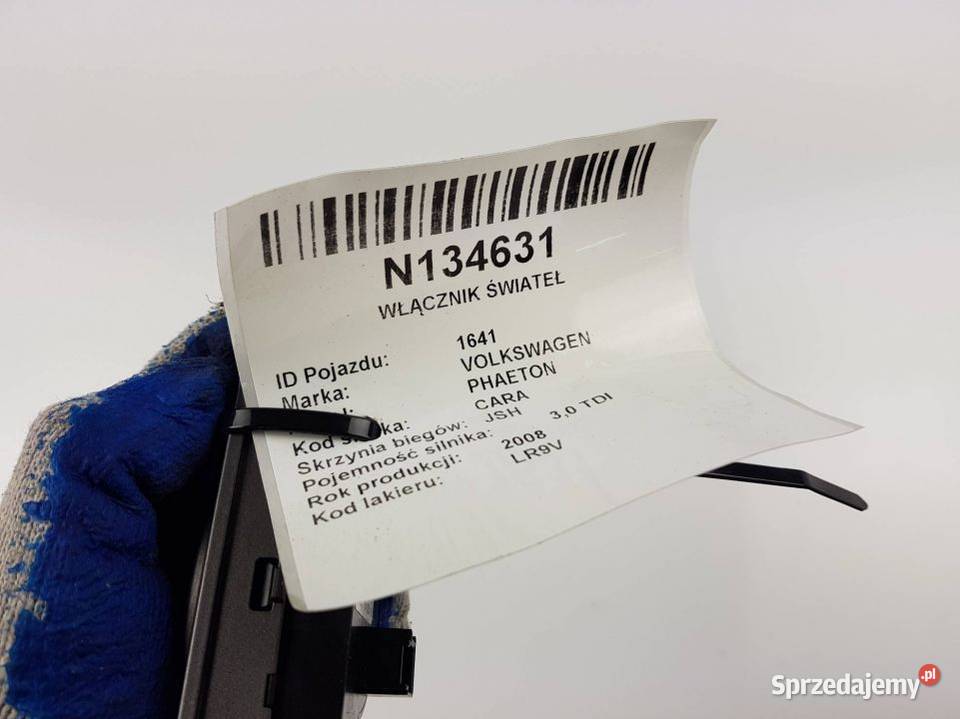 N134631
WŁĄCZNIK ŚWIATEŁ
ID Pojazdu: 1641
Marka: VOLKSWAGEN
PHAETON
Kod CARA
Skrzynia biegów: JSH
Pojemność silnika: 3,0 TDI
Rok produkcji: 2008
Kod lakieru: LR9V
Sprzedajemy.pl